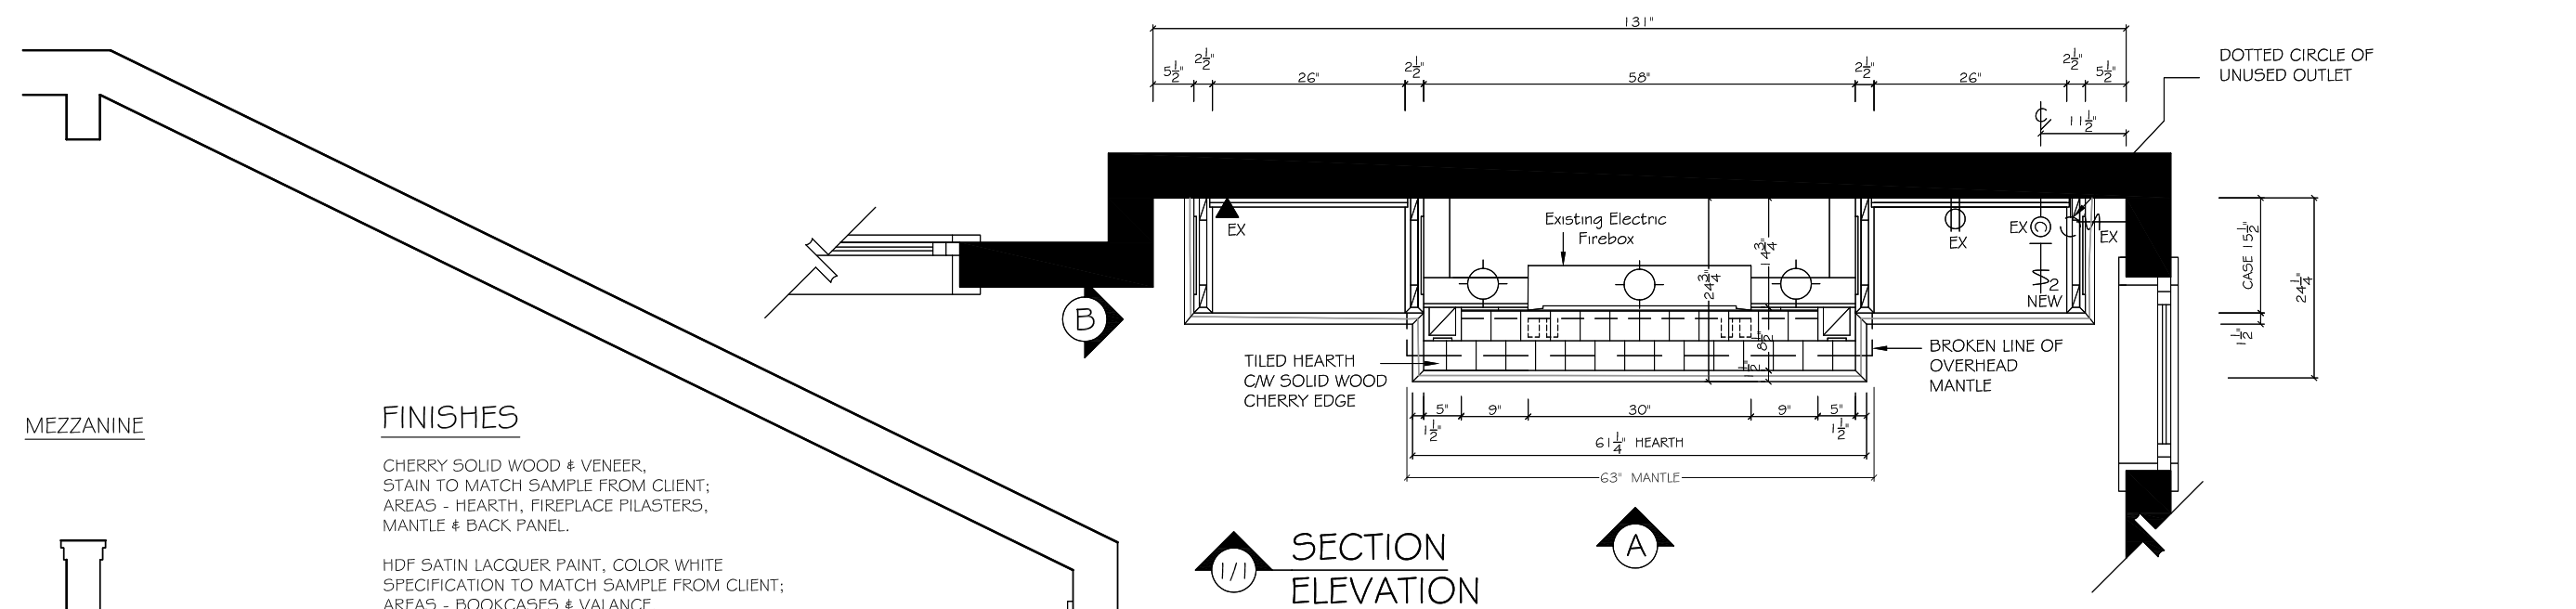 131"
5½" 2½" 26" 2½" 58" 2½" 26" 2½" 5½"
DOTTED CIRCLE OF
UNUSED OUTLET
℄ 11½"
Existing Electric
Firebox
EX
EX
EX
EX
2
NEW
14¾"
24¾"
8½"
1½"
CASE 15½"
24¼"
1½"
B
TILED HEARTH
C/W SOLID WOOD
CHERRY EDGE
BROKEN LINE OF
OVERHEAD
MANTLE
5" 9" 30" 9" 5"
1½" 1½"
61¼" HEARTH
63" MANTLE
MEZZANINE
FINISHES
CHERRY SOLID WOOD & VENEER,
STAIN TO MATCH SAMPLE FROM CLIENT;
AREAS - HEARTH, FIREPLACE PILASTERS,
MANTLE & BACK PANEL.
HDF SATIN LACQUER PAINT, COLOR WHITE
SPECIFICATION TO MATCH SAMPLE FROM CLIENT;
AREAS - BOOKCASES & VALANCE
1/1
SECTION
ELEVATION
A